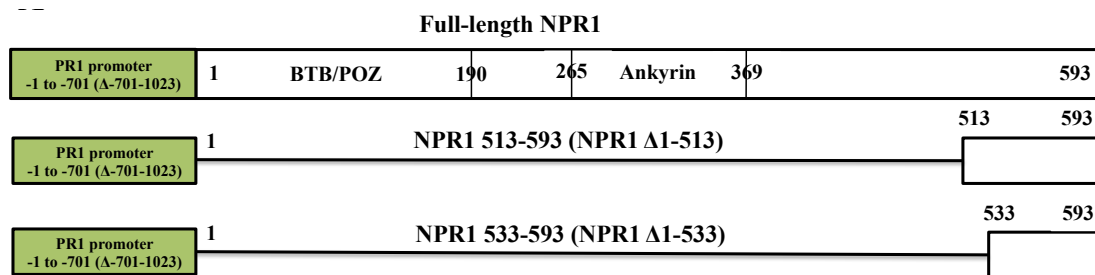 Full-length NPR1
PR1 promoter
-1 to -701 (Δ-701-1023)
1 BTB/POZ 190 265 Ankyrin 369 593
513 593
PR1 promoter
-1 to -701 (Δ-701-1023)
1 NPR1 513-593 (NPR1 Δ1-513)
533 593
PR1 promoter
-1 to -701 (Δ-701-1023)
1 NPR1 533-593 (NPR1 Δ1-533)